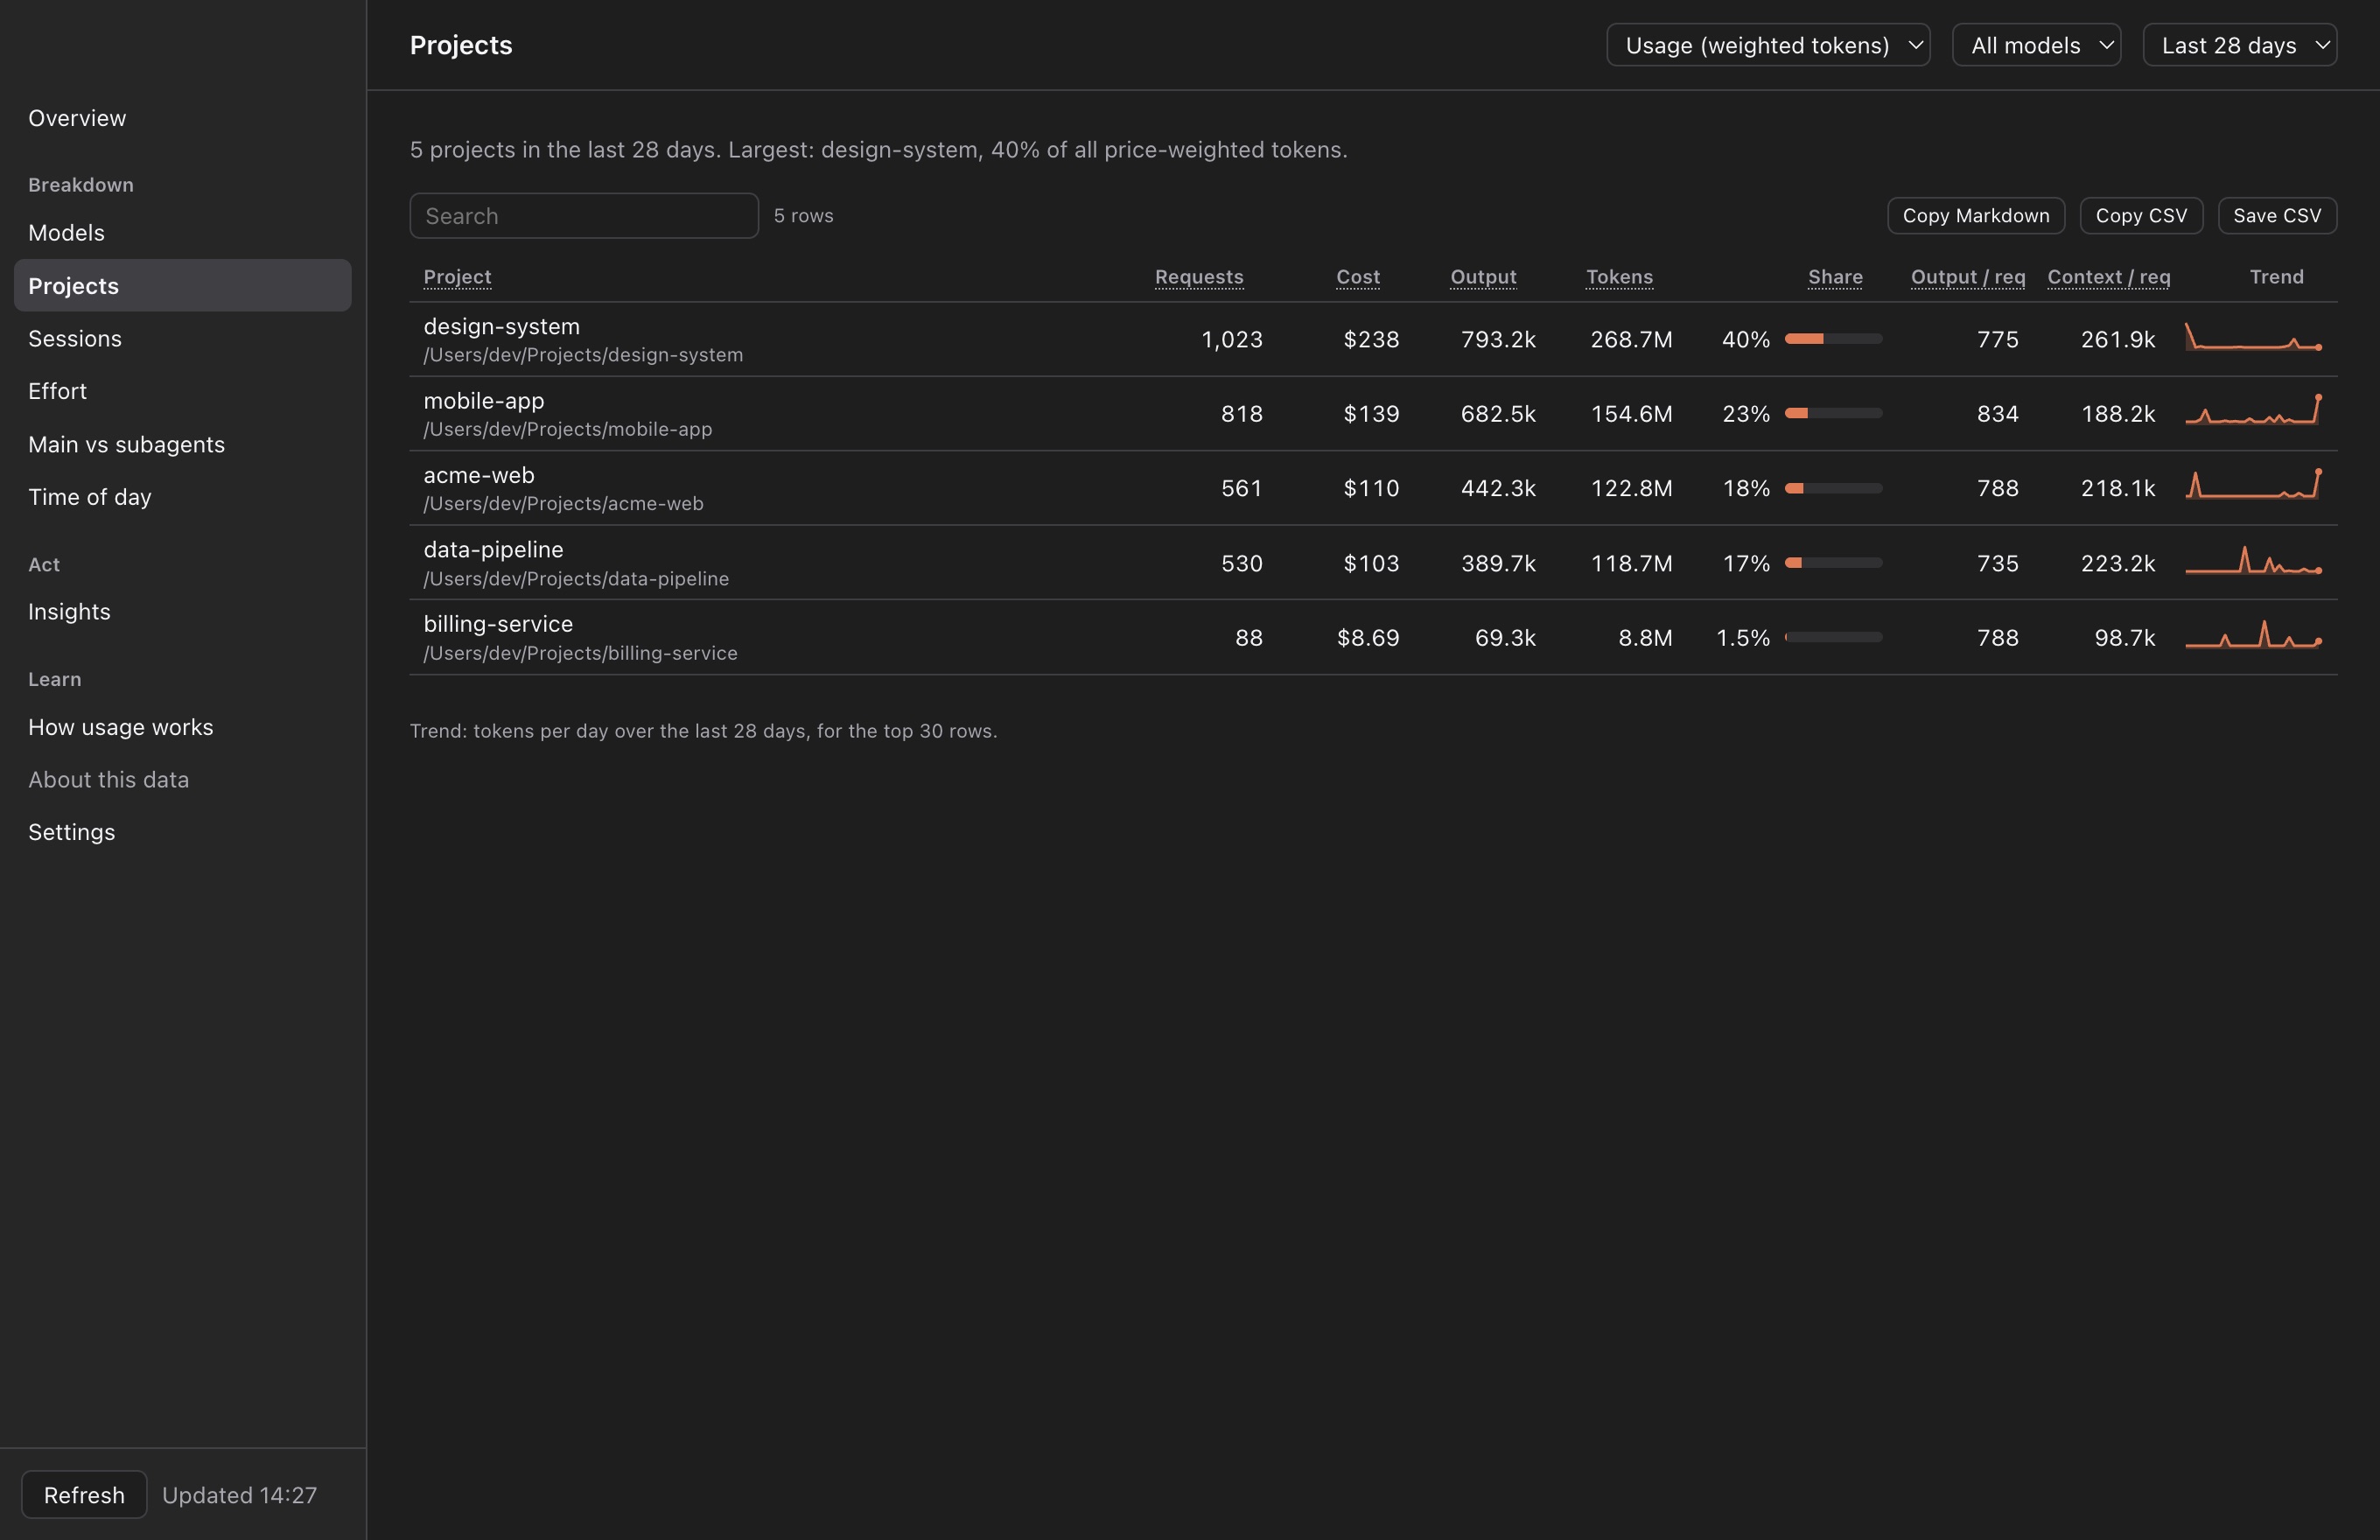 Projects
Usage (weighted tokens)
All models
Last 28 days
Overview
Breakdown
Models
Projects
Sessions
Effort
Main vs subagents
Time of day
Act
Insights
Learn
How usage works
About this data
Settings
Refresh
Updated 14:27
5 projects in the last 28 days. Largest: design-system, 40% of all price-weighted tokens.
Search
5 rows
Copy Markdown
Copy CSV
Save CSV
Project Requests Cost Output Tokens Share Output / req Context / req Trend
design-system
/Users/dev/Projects/design-system
1,023 $238 793.2k 268.7M 40% 775 261.9k
mobile-app
/Users/dev/Projects/mobile-app
818 $139 682.5k 154.6M 23% 834 188.2k
acme-web
/Users/dev/Projects/acme-web
561 $110 442.3k 122.8M 18% 788 218.1k
data-pipeline
/Users/dev/Projects/data-pipeline
530 $103 389.7k 118.7M 17% 735 223.2k
billing-service
/Users/dev/Projects/billing-service
88 $8.69 69.3k 8.8M 1.5% 788 98.7k
Trend: tokens per day over the last 28 days, for the top 30 rows.